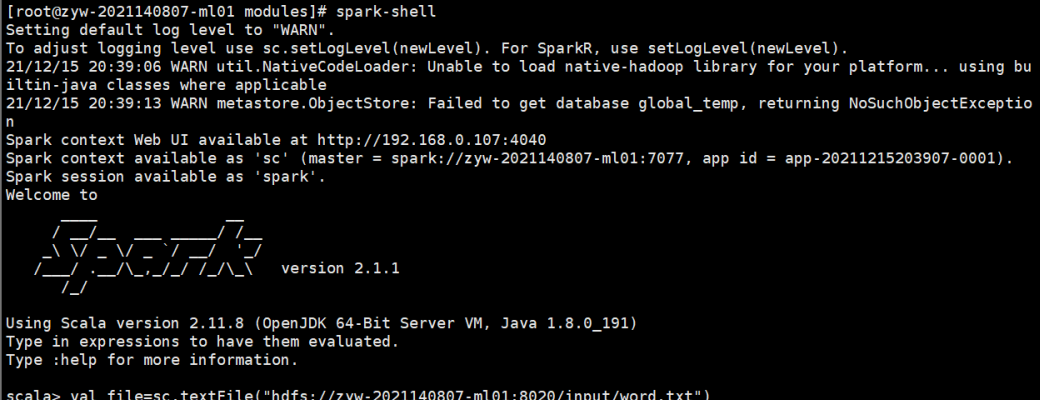 [root@zyw-2021140807-ml01 modules]# spark-shell
Setting default log level to "WARN".
To adjust logging level use sc.setLogLevel(newLevel). For SparkR, use setLogLevel(newLevel).
21/12/15 20:39:06 WARN util.NativeCodeLoader: Unable to load native-hadoop library for your platform... using bu
iltin-java classes where applicable
21/12/15 20:39:13 WARN metastore.ObjectStore: Failed to get database global_temp, returning NoSuchObjectExceptio
n
Spark context Web UI available at http://192.168.0.107:4040
Spark context available as 'sc' (master = spark://zyw-2021140807-ml01:7077, app id = app-20211215203907-0001).
Spark session available as 'spark'.
Welcome to
      ____              __
     / __/__  ___ _____/ /__
    _\ \/ _ \/ _ `/ __/  '_/
   /___/ .__/\_,_/_/ /_/\_\   version 2.1.1
      /_/

Using Scala version 2.11.8 (OpenJDK 64-Bit Server VM, Java 1.8.0_191)
Type in expressions to have them evaluated.
Type :help for more information.

scala> val file=sc.textFile("hdfs://zyw-2021140807-ml01:8020/input/word.txt")